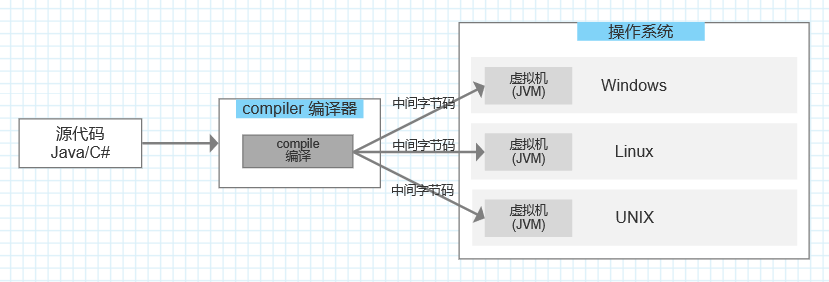 源代码
Java/C#
compiler 编译器
compile
编译
中间字节码
中间字节码
中间字节码
操作系统
虚拟机
(JVM)
Windows
虚拟机
(JVM)
Linux
虚拟机
(JVM)
UNIX